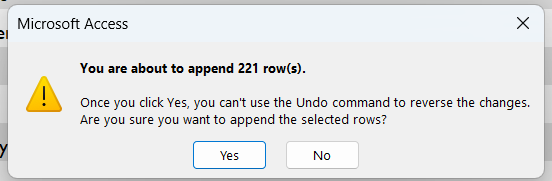 Microsoft Access
You are about to append 221 row(s).
Once you click Yes, you can't use the Undo command to reverse the changes.
Are you sure you want to append the selected rows?
Yes
No